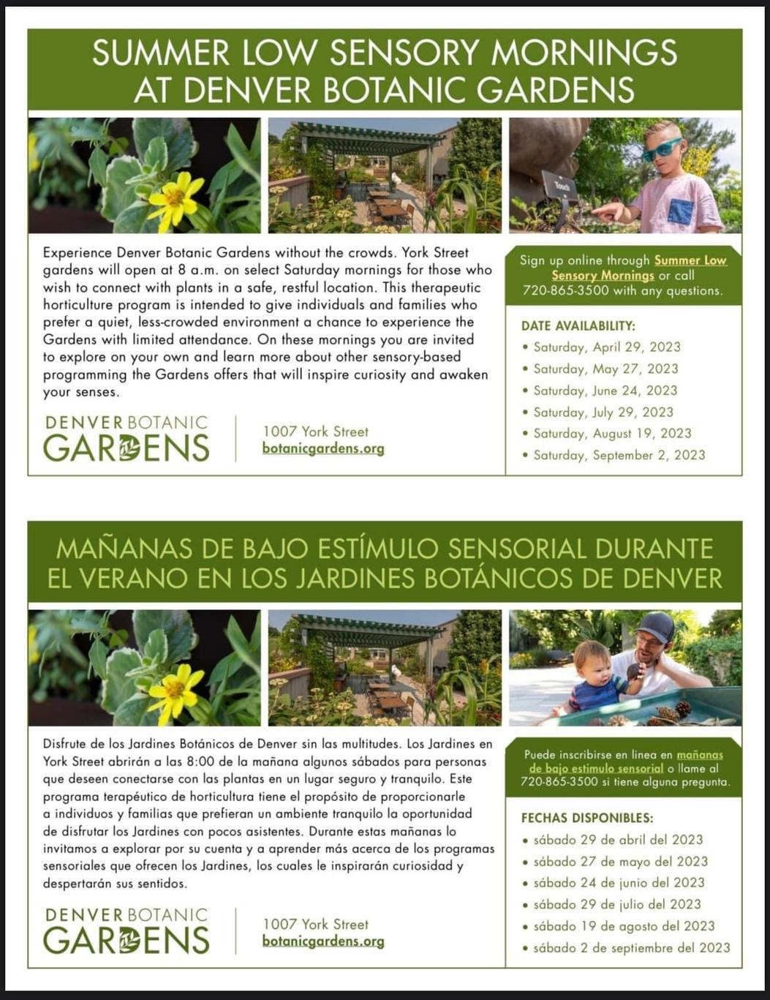 SUMMER LOW SENSORY MORNINGS
AT DENVER BOTANIC GARDENS
Touch
Experience Denver Botanic Gardens without the crowds. York Street
gardens will open at 8 a.m. on select Saturday mornings for those who
wish to connect with plants in a safe, restful location. This therapeutic
horticulture program is intended to give individuals and families who
prefer a quiet, less-crowded environment a chance to experience the
Gardens with limited attendance. On these mornings you are invited
to explore on your own and learn more about other sensory-based
programming the Gardens offers that will inspire curiosity and awaken
your senses.
DENVER BOTANIC
GARDENS
1007 York Street
botanicgardens.org
Sign up online through Summer Low
Sensory Mornings or call
720-865-3500 with any questions.
DATE AVAILABILITY:
• Saturday, April 29, 2023
• Saturday, May 27, 2023
• Saturday, June 24, 2023
• Saturday, July 29, 2023
• Saturday, August 19, 2023
• Saturday, September 2, 2023
MAÑANAS DE BAJO ESTÍMULO SENSORIAL DURANTE
EL VERANO EN LOS JARDINES BOTÁNICOS DE DENVER
Disfrute de los Jardines Botánicos de Denver sin las multitudes. Los Jardines en
York Street abrirán a las 8:00 de la mañana algunos sábados para personas
que deseen conectarse con las plantas en un lugar seguro y tranquilo. Este
programa terapéutico de horticultura tiene el propósito de proporcionarle
a individuos y familias que prefieran un ambiente tranquilo la oportunidad
de disfrutar los Jardines con pocos asistentes. Durante estas mañanas lo
invitamos a explorar por su cuenta y a aprender más acerca de los programas
sensoriales que ofrecen los Jardines, los cuales le inspirarán curiosidad y
despertarán sus sentidos.
DENVER BOTANIC
GARDENS
1007 York Street
botanicgardens.org
Puede inscribirse en linea en mañanas
de bajo estimulo sensorial o llame al
720-865-3500 si tiene alguna pregunta.
FECHAS DISPONIBLES:
• sábado 29 de abril del 2023
• sábado 27 de mayo del 2023
• sábado 24 de junio del 2023
• sábado 29 de julio del 2023
• sábado 19 de agosto del 2023
• sábado 2 de septiembre del 2023